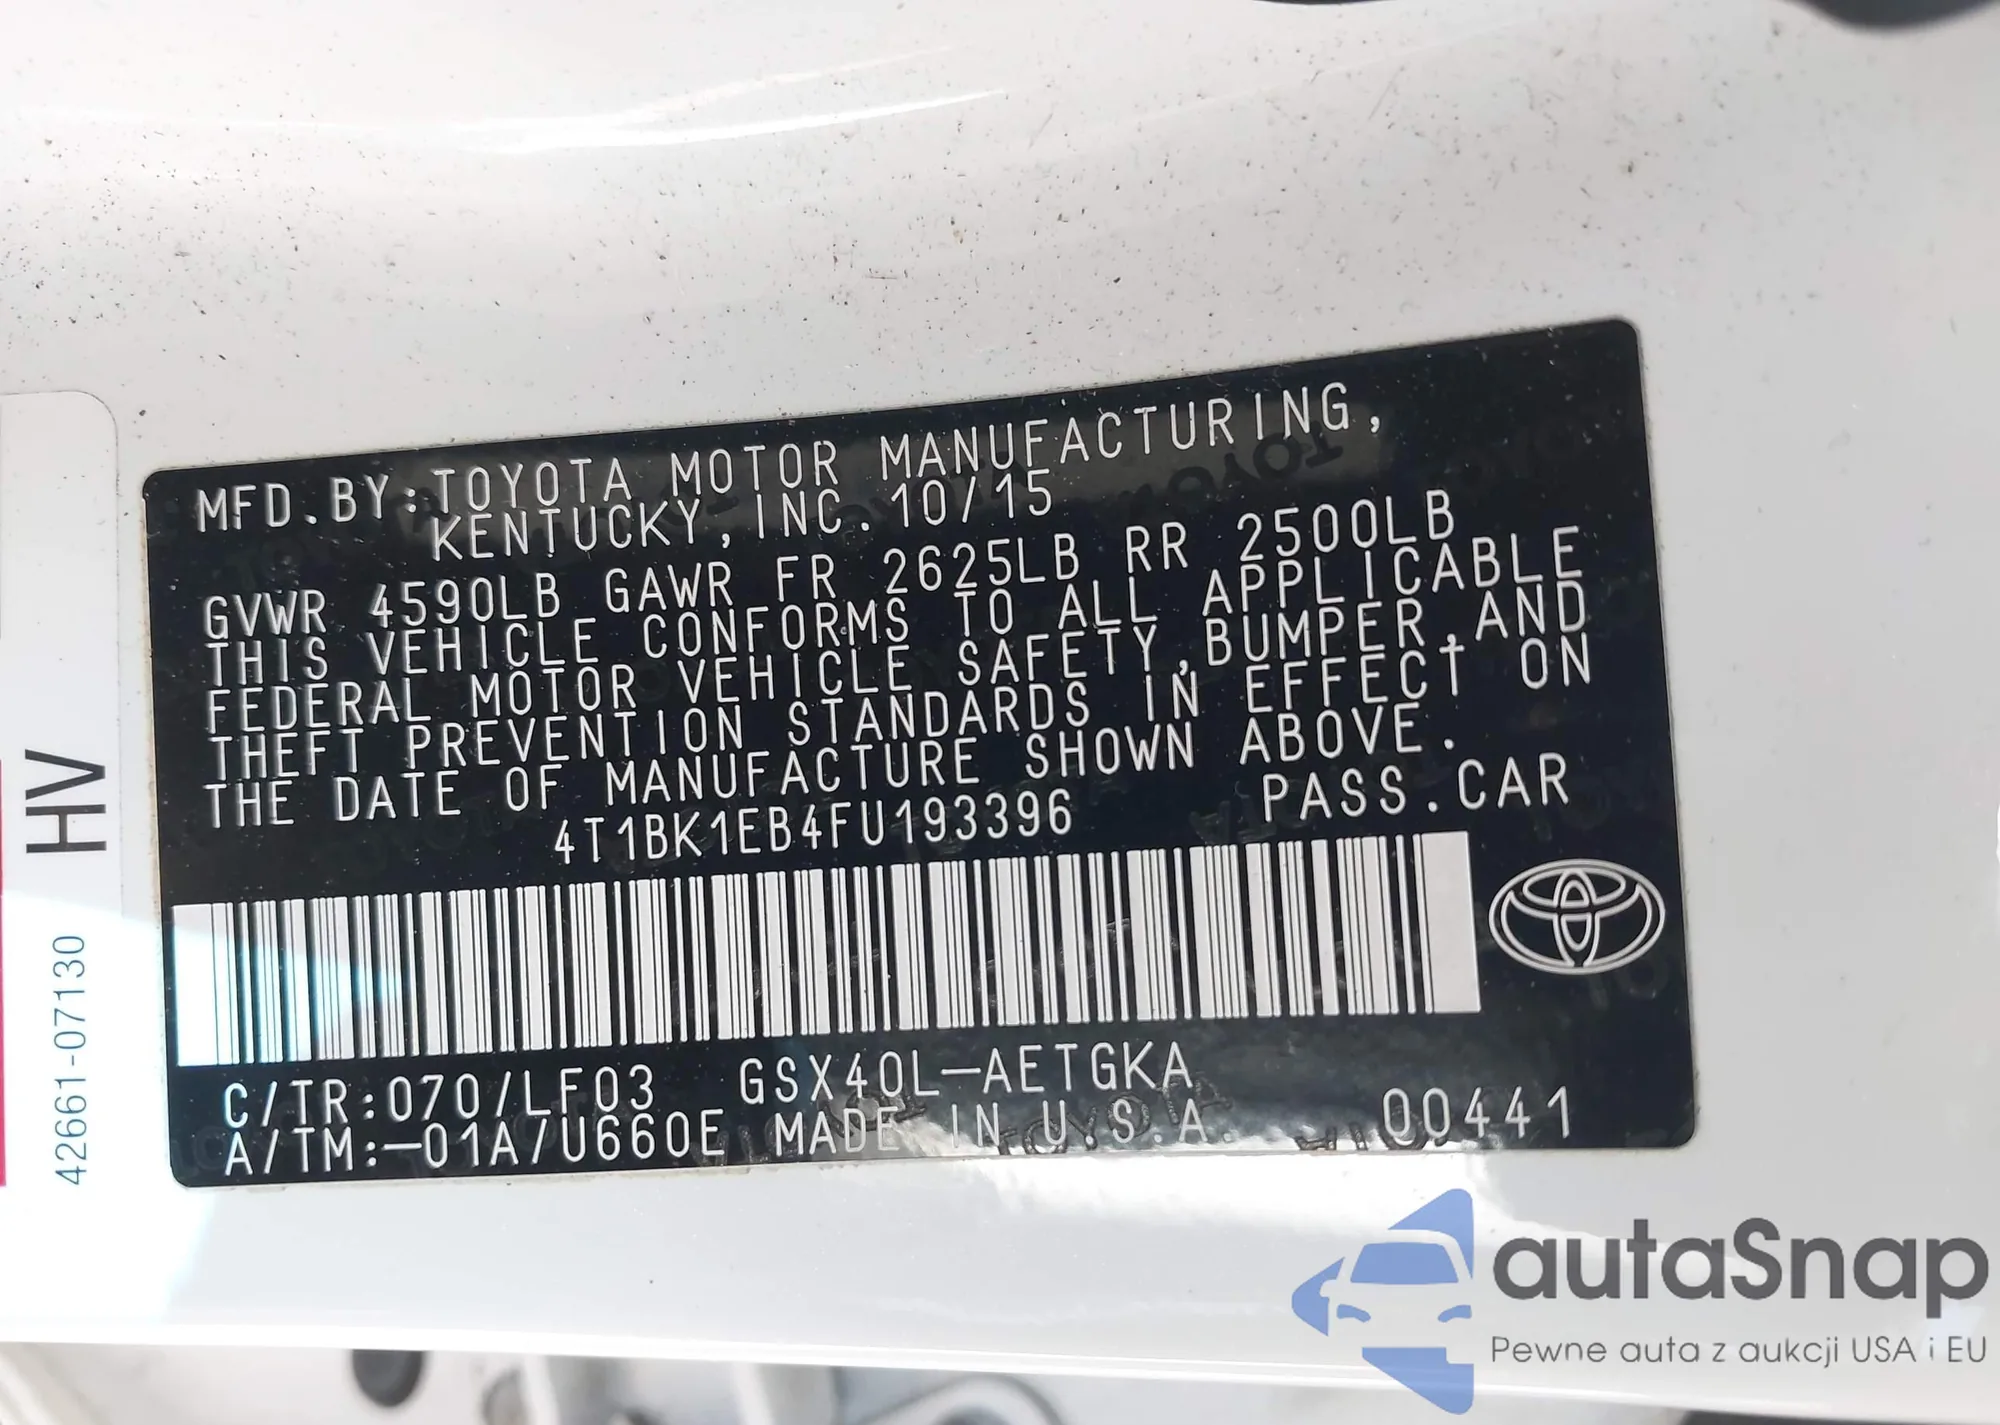 MFD.BY:TOYOTA MOTOR MANUFACTURING,
KENTUCKY,INC.10/15
GVWR 4590LB GAWR FR 2625LB RR 2500LB
THIS VEHICLE CONFORMS TO ALL APPLICABLE
FEDERAL MOTOR VEHICLE SAFETY,BUMPER,AND
THEFT PREVENTION STANDARDS IN EFFECT ON
THE DATE OF MANUFACTURE SHOWN ABOVE.
4T1BK1EB4FU193396 PASS.CAR
C/TR:070/LF03 GSX40L-AETGKA
A/TM:-01A/U660E MADE IN U.S.A. 00441
HV
42661-07130
autaSnap
Pewne auta z aukcji USA i EU